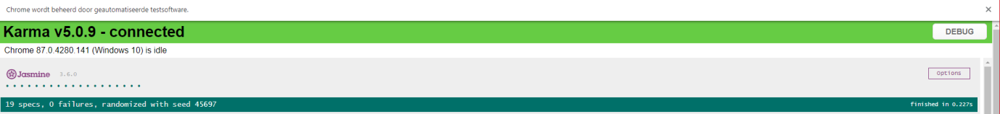 Chrome wordt beheerd door geautomatiseerde testsoftware.
Karma v5.0.9 - connected
DEBUG
Chrome 87.0.4280.141 (Windows 10) is idle
Jasmine 3.6.0
Options
19 specs, 0 failures, randomized with seed 45697
finished in 0.227s